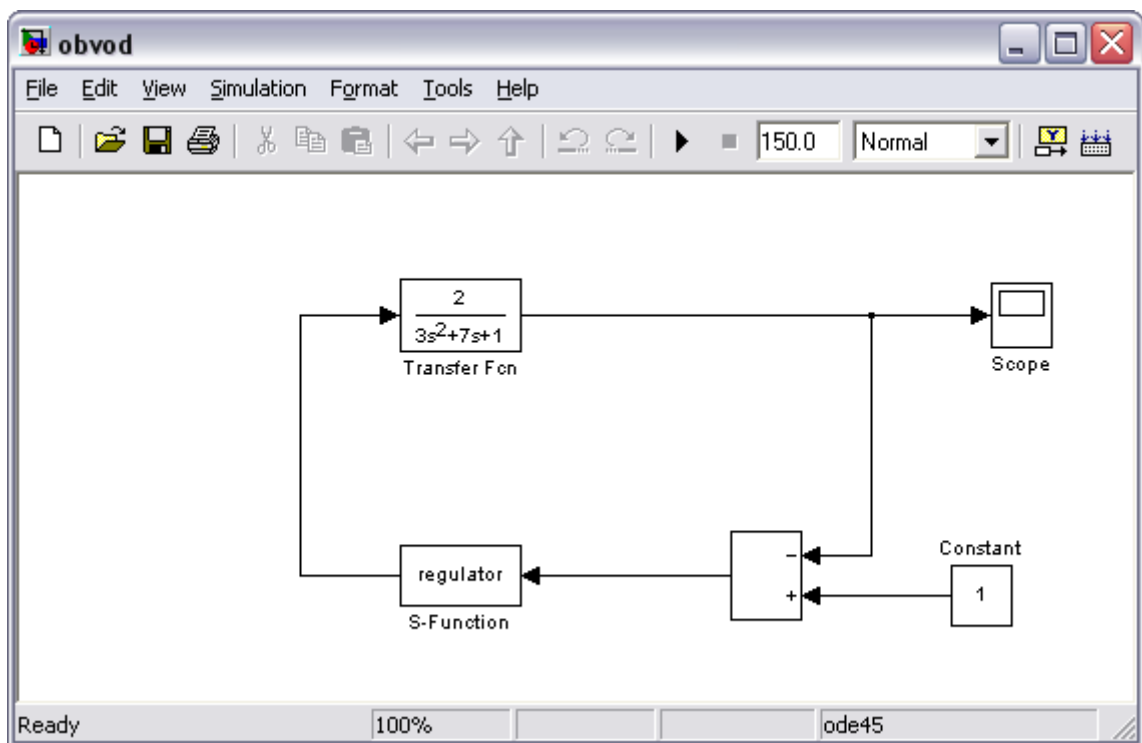 obvod
File Edit View Simulation Format Tools Help
150.0 Normal
2
3s²+7s+1
Transfer Fcn
Scope
Constant
−
+
1
regulator
S-Function
Ready 100% ode45